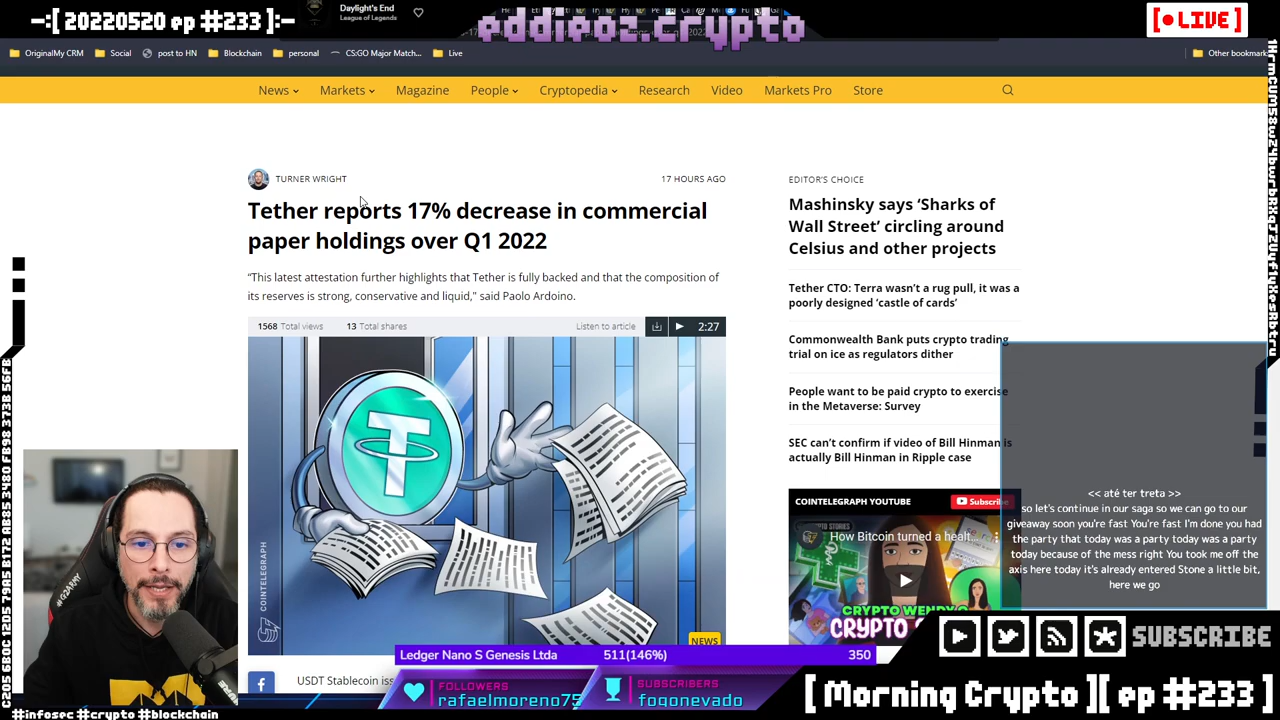 -:[ 20220520 ep #233 ]:-
Daylight's End
League of Legends
eddieoz.crypto
[ LIVE ]
OriginalMy CRM
Social
post to HN
Blockchain
personal
CS:GO Major Match...
Live
Other bookmark
News
Markets
Magazine
People
Cryptopedia
Research
Video
Markets Pro
Store
TURNER WRIGHT
17 HOURS AGO
Tether reports 17% decrease in commercial
paper holdings over Q1 2022
“This latest attestation further highlights that Tether is fully backed and that the composition of
its reserves is strong, conservative and liquid,” said Paolo Ardoino.
1568 Total views
13 Total shares
Listen to article
2:27
COINTELEGRAPH
NEWS
USDT Stablecoin iss
EDITOR’S CHOICE
Mashinsky says ‘Sharks of
Wall Street’ circling around
Celsius and other projects
Tether CTO: Terra wasn’t a rug pull, it was a
poorly designed ‘castle of cards’
Commonwealth Bank puts crypto trading
trial on ice as regulators dither
People want to be paid crypto to exercise
in the Metaverse: Survey
SEC can’t confirm if video of Bill Hinman is
actually Bill Hinman in Ripple case
COINTELEGRAPH YOUTUBE
Subscribe
How Bitcoin turned a healt...
CRYPTO STORIES
CRYPTO WENDY O
CRYPTO
<< até ter treta >>
so let's continue in our saga so we can go to our
giveaway soon you're fast You're fast I'm done you had
the party that today was a party today was a party
today because of the mess right You took me off the
axis here today it's already entered Stone a little bit,
here we go
Ledger Nano S Genesis Ltda
511(146%)
350
FOLLOWERS
rafaelmoreno75
SUBSCRIBERS
fogonevado
SUBSCRIBE
[ Morning Crypto ][ ep #233 ]
#infosec #crypto #blockchain